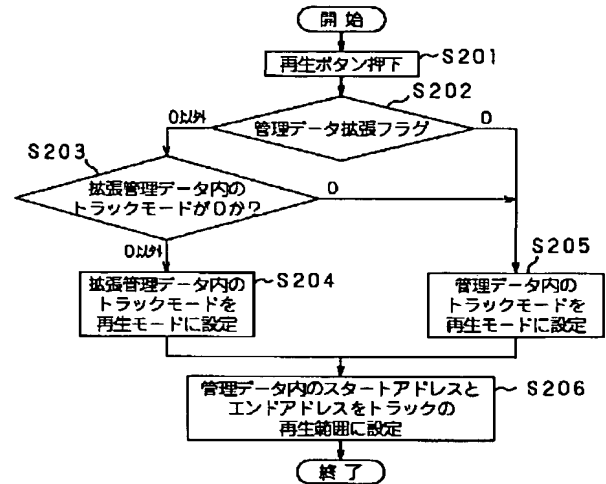 開始
再生ボタン押下
S201
S202
管理データ拡張フラグ
0以外
0
S203
拡張管理データ内の
トラックモードが0か?
0
0以外
拡張管理データ内の
トラックモードを
再生モードに設定
S204
S205
管理データ内の
トラックモードを
再生モードに設定
管理データ内のスタートアドレスと
エンドアドレスをトラックの
再生範囲に設定
S206
終了